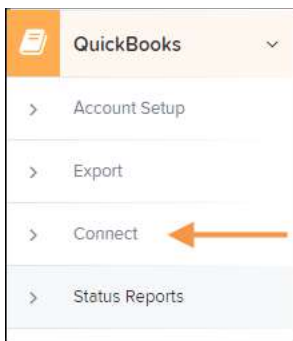 QuickBooks
Account Setup
Export
Connect
Status Reports